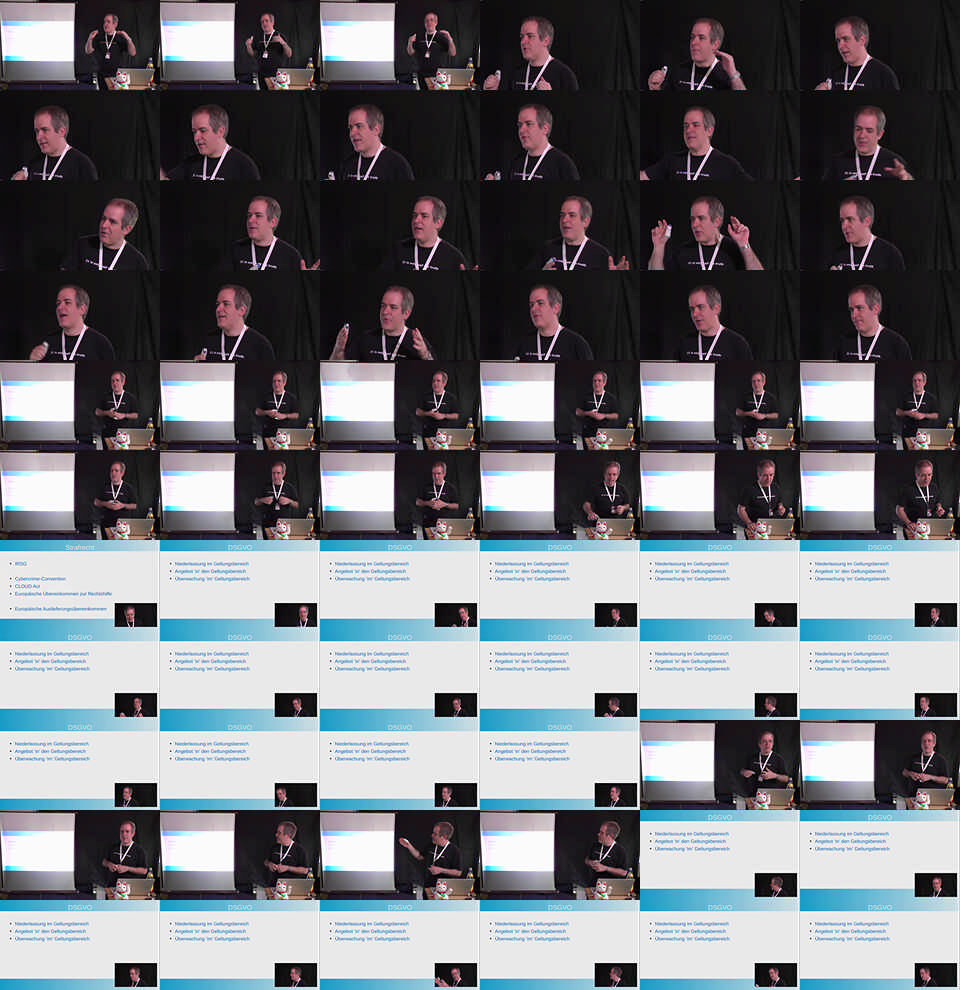 Strafrecht
Cybercrime-Convention
CLOUD Act
Europäische Übereinkommen zur Rechtshilfe
Europäische Auslieferungsübereinkommen
DSGVO
Niederlassung im Geltungsbereich
Angebot 'in' den Geltungsbereich
Überwachung 'im' Geltungsbereich
DSGVO
Niederlassung im Geltungsbereich
Angebot 'in' den Geltungsbereich
Überwachung 'im' Geltungsbereich
DSGVO
Niederlassung im Geltungsbereich
Angebot 'in' den Geltungsbereich
Überwachung 'im' Geltungsbereich
DSGVO
Niederlassung im Geltungsbereich
Angebot 'in' den Geltungsbereich
Überwachung 'im' Geltungsbereich
DSGVO
Niederlassung im Geltungsbereich
Angebot 'in' den Geltungsbereich
Überwachung 'im' Geltungsbereich
DSGVO
Niederlassung im Geltungsbereich
Angebot 'in' den Geltungsbereich
Überwachung 'im' Geltungsbereich
DSGVO
Niederlassung im Geltungsbereich
Angebot 'in' den Geltungsbereich
Überwachung 'im' Geltungsbereich
DSGVO
Niederlassung im Geltungsbereich
Angebot 'in' den Geltungsbereich
Überwachung 'im' Geltungsbereich
DSGVO
Niederlassung im Geltungsbereich
Angebot 'in' den Geltungsbereich
Überwachung 'im' Geltungsbereich
DSGVO
Niederlassung im Geltungsbereich
Angebot 'in' den Geltungsbereich
Überwachung 'im' Geltungsbereich
DSGVO
Niederlassung im Geltungsbereich
Angebot 'in' den Geltungsbereich
Überwachung 'im' Geltungsbereich
DSGVO
Niederlassung im Geltungsbereich
Angebot 'in' den Geltungsbereich
Überwachung 'im' Geltungsbereich
DSGVO
Niederlassung im Geltungsbereich
Angebot 'in' den Geltungsbereich
Überwachung 'im' Geltungsbereich
DSGVO
Niederlassung im Geltungsbereich
Angebot 'in' den Geltungsbereich
Überwachung 'im' Geltungsbereich
DSGVO
Niederlassung im Geltungsbereich
Angebot 'in' den Geltungsbereich
Überwachung 'im' Geltungsbereich
DSGVO
Niederlassung im Geltungsbereich
Angebot 'in' den Geltungsbereich
Überwachung 'im' Geltungsbereich
DSGVO
Niederlassung im Geltungsbereich
Angebot 'in' den Geltungsbereich
Überwachung 'im' Geltungsbereich
DSGVO
Niederlassung im Geltungsbereich
Angebot 'in' den Geltungsbereich
Überwachung 'im' Geltungsbereich
DSGVO
Niederlassung im Geltungsbereich
Angebot 'in' den Geltungsbereich
Überwachung 'im' Geltungsbereich
DSGVO
Niederlassung im Geltungsbereich
Angebot 'in' den Geltungsbereich
Überwachung 'im' Geltungsbereich
DSGVO
Niederlassung im Geltungsbereich
Angebot 'in' den Geltungsbereich
Überwachung 'im' Geltungsbereich
DSGVO
Niederlassung im Geltungsbereich
Angebot 'in' den Geltungsbereich
Überwachung 'im' Geltungsbereich
DSGVO
Niederlassung im Geltungsbereich
Angebot 'in' den Geltungsbereich
Überwachung 'im' Geltungsbereich